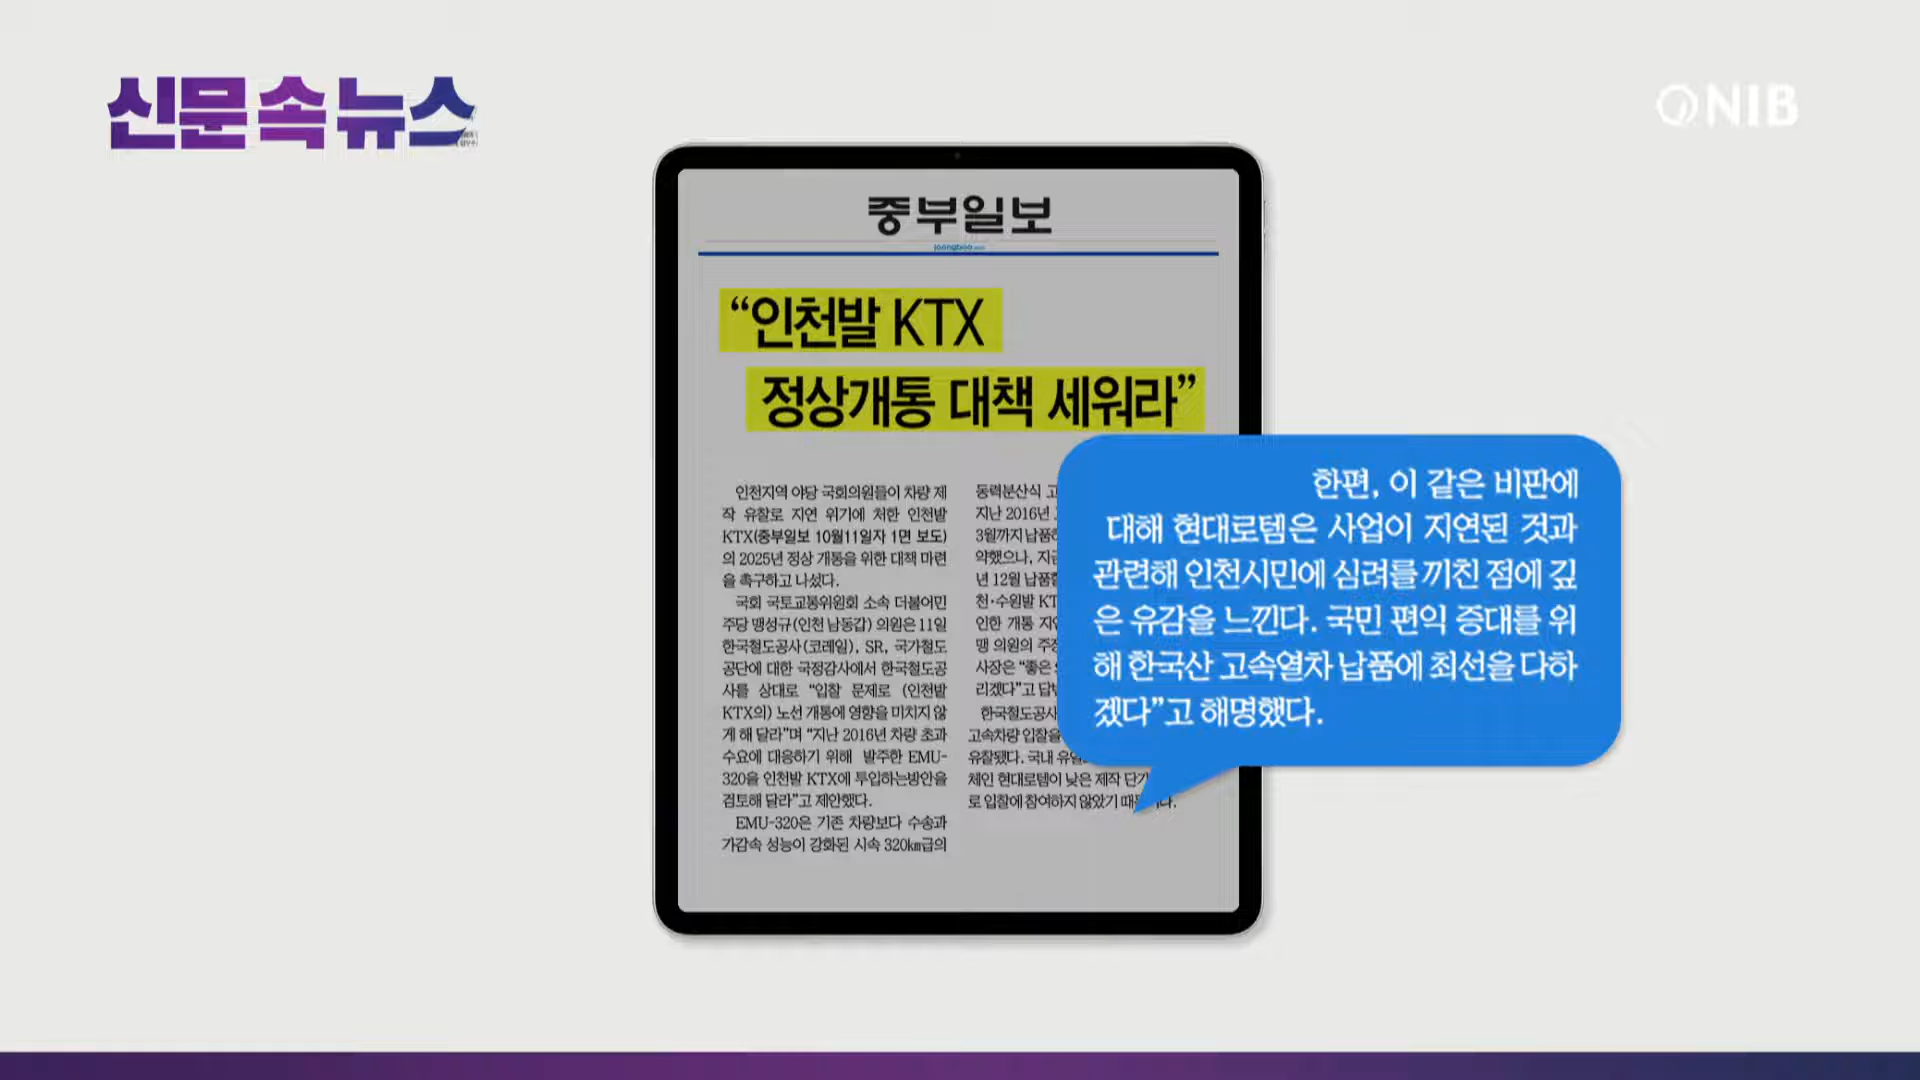 신문속뉴스
NIB
중부일보
joongboo.com
“인천발 KTX
정상개통 대책 세워라”
인천지역 야당 국회의원들이 차량 제
작 유찰로 지연 위기에 처한 인천발
KTX(중부일보 10월11일자 1면 보도)
의 2025년 정상 개통을 위한 대책 마련
을 촉구하고 나섰다.
국회 국토교통위원회 소속 더불어민
주당 맹성규(인천 남동갑) 의원은 11일
한국철도공사(코레일), SR, 국가철도
공단에 대한 국정감사에서 한국철도공
사를 상대로 “입찰 문제로 (인천발
KTX의) 노선 개통에 영향을 미치지 않
게 해 달라”며 “지난 2016년 차량 초과
수요에 대응하기 위해 발주한 EMU-
320을 인천발 KTX에 투입하는방안을
검토해 달라”고 제안했다.
EMU-320은 기존 차량보다 수송과
가감속 성능이 강화된 시속 320㎞급의
동력분산식 고
지난 2016년
3월까지 납품하
약했으나, 지금
년 12월 납품할
천·수원발 KT
인한 개통 지연
맹 의원의 주장
사장은 “좋은
리겠다”고 답변
한국철도공사
고속차량 입찰을
유찰됐다. 국내 유일
체인 현대로템이 낮은 제작 단가
로 입찰에 참여하지 않았기 때문이다.
한편, 이 같은 비판에
대해 현대로템은 사업이 지연된 것과
관련해 인천시민에 심려를 끼친 점에 깊
은 유감을 느낀다. 국민 편익 증대를 위
해 한국산 고속열차 납품에 최선을 다하
겠다”고 해명했다.